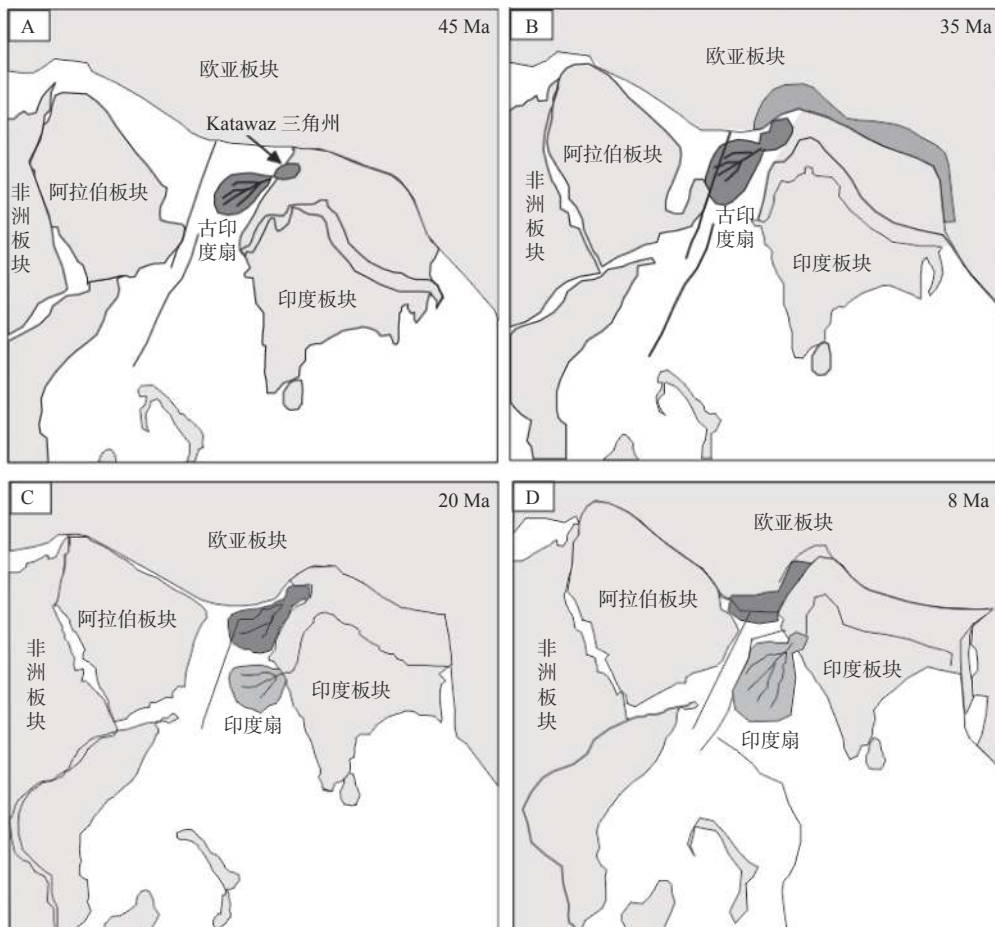 A
45 Ma
欧亚板块
Katawaz 三角州
阿拉伯板块
非
洲
板
块
古印
度扇
印度板块
B
35 Ma
欧亚板块
阿拉伯板块
非
洲
板
块
古印
度扇
印度板块
C
20 Ma
欧亚板块
阿拉伯板块
非
洲
板
块
印度板块
印度扇
D
8 Ma
欧亚板块
阿拉伯板块
非
洲
板
块
印度板块
印度扇